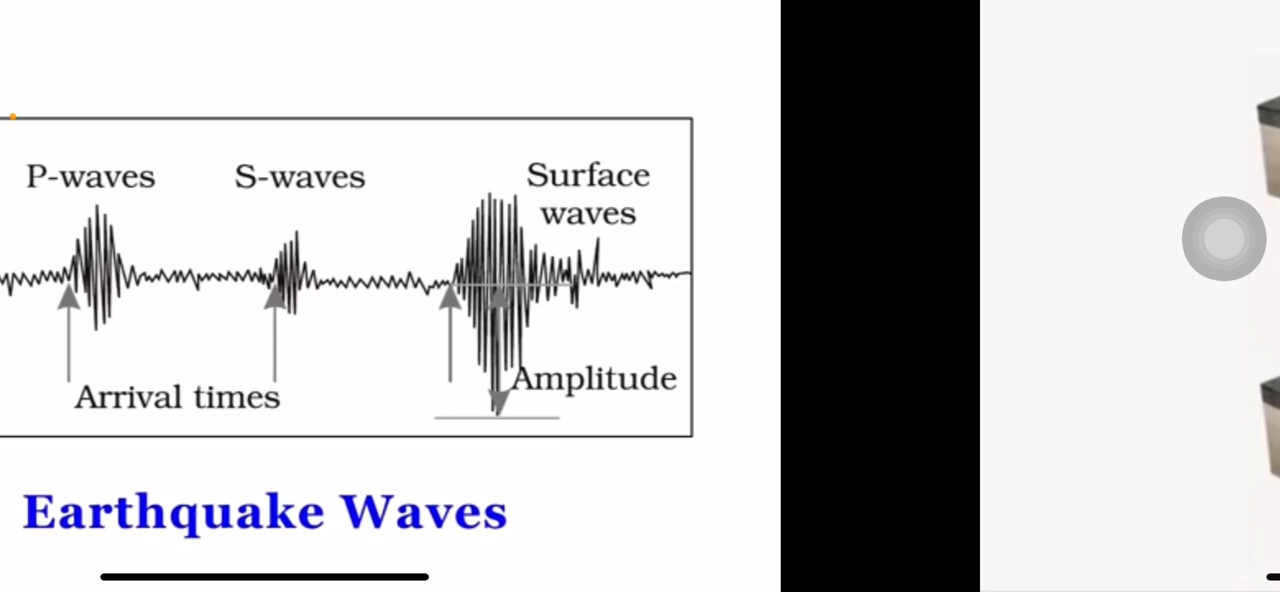 P-waves
S-waves
Surface
waves
Amplitude
Arrival times
Earthquake Waves